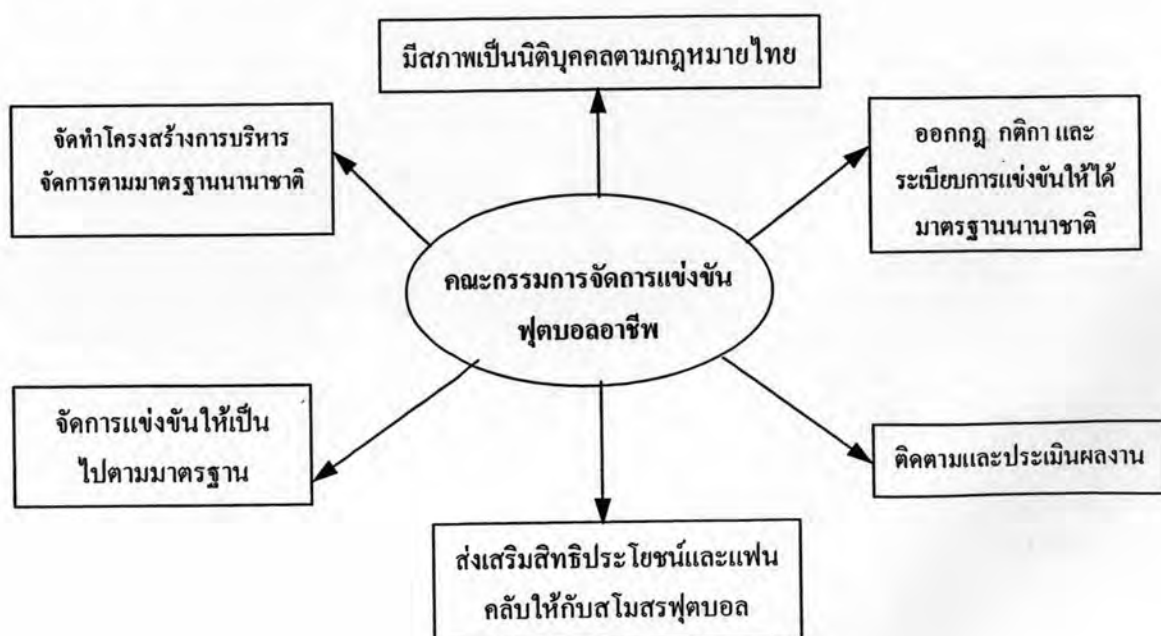 มีสภาพเป็นนิติบุคคลตามกฎหมายไทย
จัดทำโครงสร้างการบริหาร
จัดการตามมาตรฐานนานาชาติ
ออกกฎ กติกา และ
ระเบียบการแข่งขันให้ได้
มาตรฐานนานาชาติ
คณะกรรมการจัดการแข่งขัน
ฟุตบอลอาชีพ
จัดการแข่งขันให้เป็น
ไปตามมาตรฐาน
ติดตามและประเมินผลงาน
ส่งเสริมสิทธิประโยชน์และแฟน
คลับให้กับสโมสรฟุตบอล